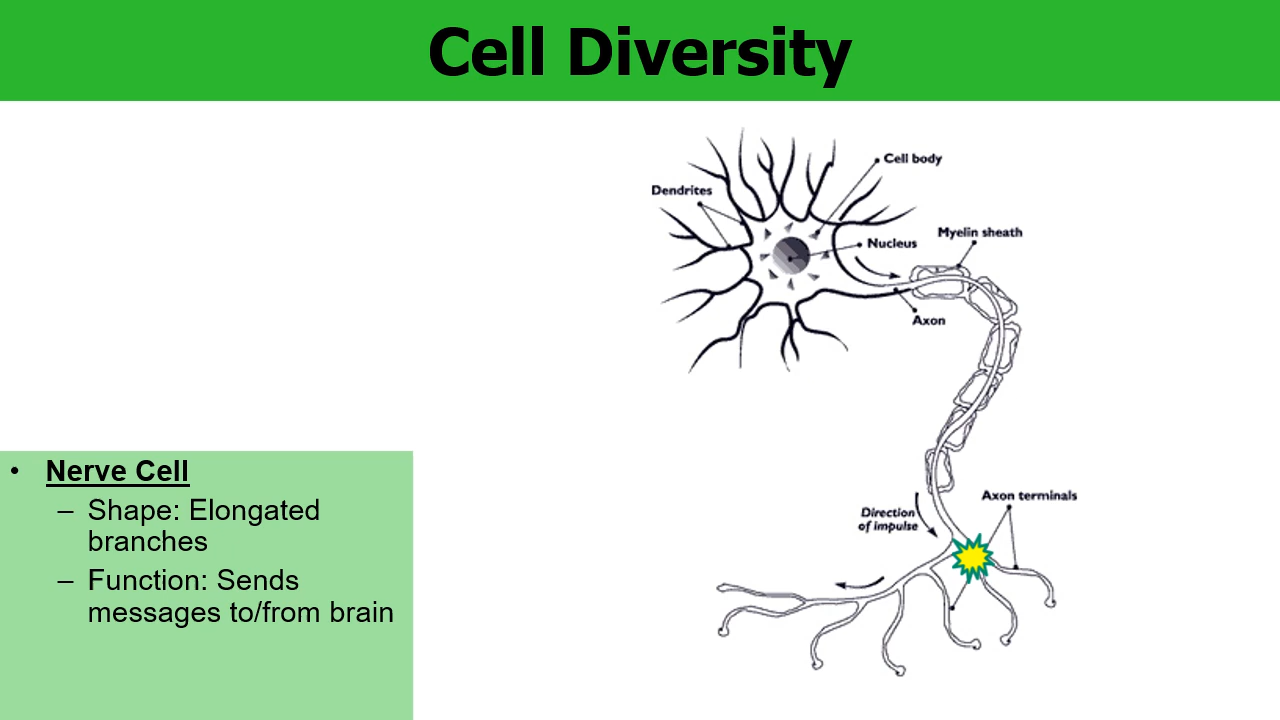 Cell Diversity
Cell body
Dendrites
Myelin sheath
Nucleus
Axon
Axon terminals
Direction
of impulse
• Nerve Cell
– Shape: Elongated
branches
– Function: Sends
messages to/from brain